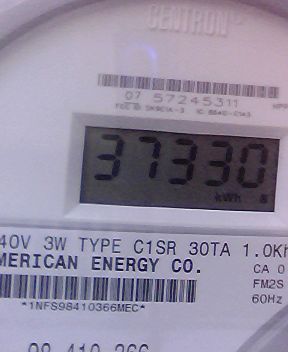 CENTRON
07 57245311
37330
kWh
40V 3W TYPE C1SR 30TA 1.0Kh
MERICAN ENERGY CO.
CA 0
FM2S
60Hz
*1NFS98410366MEC*